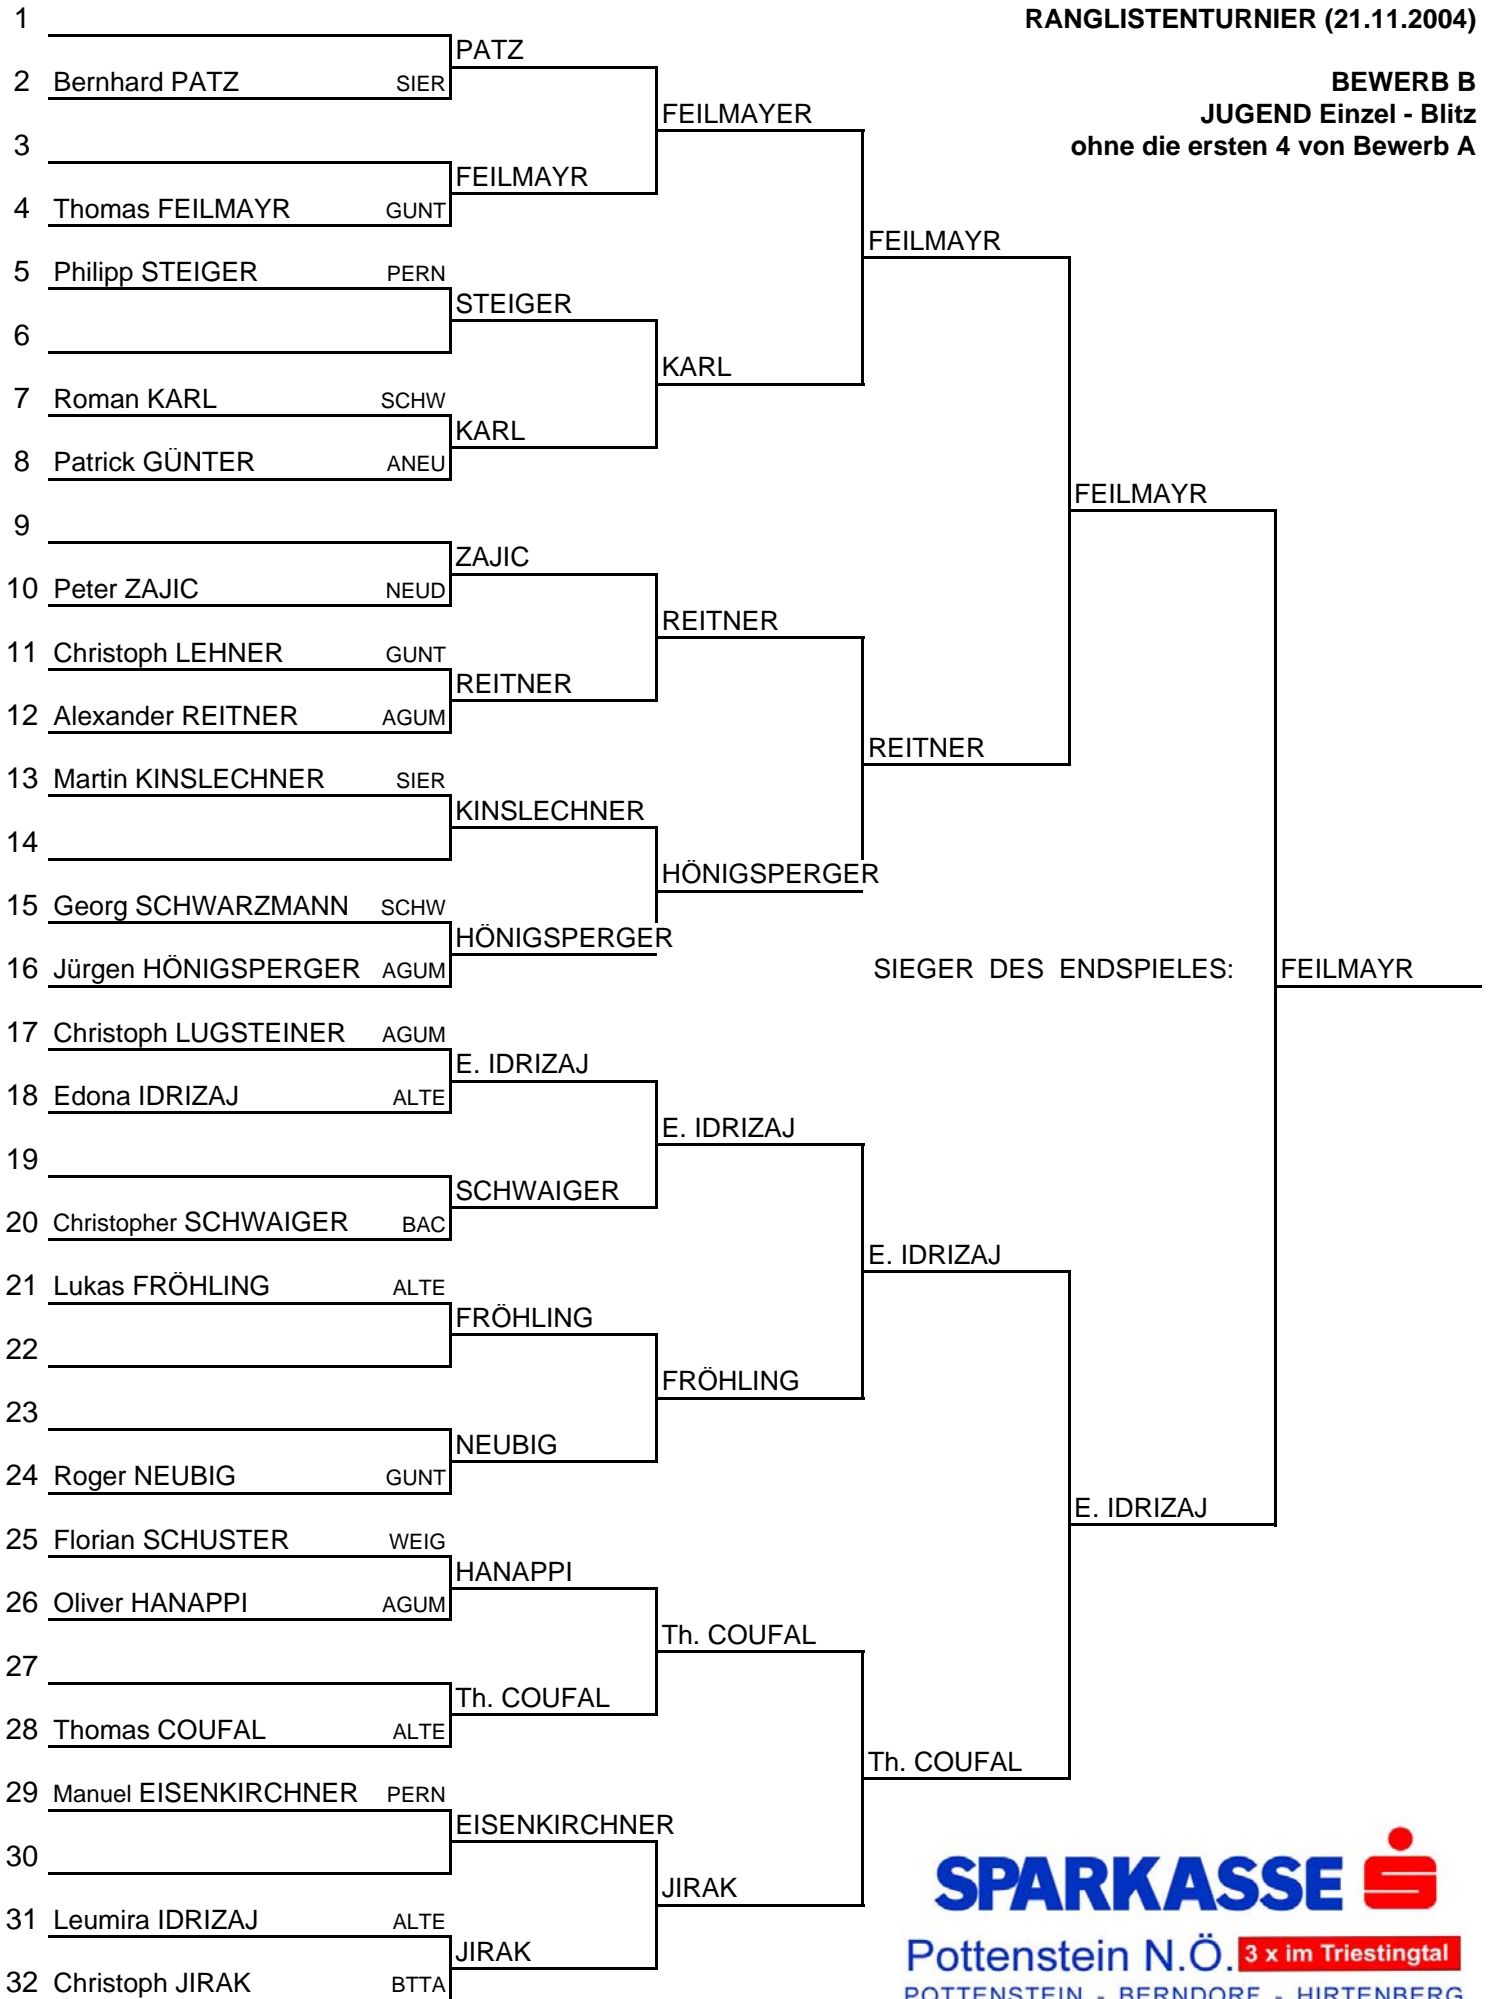 RANGLISTENTURNIER (21.11.2004)
BEWERB B
JUGEND Einzel - Blitz
ohne die ersten 4 von Bewerb A
1
PATZ
2 Bernhard PATZ SIER
FEILMAYER
3
FEILMAYR
4 Thomas FEILMAYR GUNT
FEILMAYR
5 Philipp STEIGER PERN
STEIGER
6
KARL
7 Roman KARL SCHW
KARL
8 Patrick GÜNTER ANEU
FEILMAYR
9
ZAJIC
10 Peter ZAJIC NEUD
REITNER
11 Christoph LEHNER GUNT
REITNER
12 Alexander REITNER AGUM
REITNER
13 Martin KINSLECHNER SIER
KINSLECHNER
14
HÖNIGSPERGER
15 Georg SCHWARZMANN SCHW
HÖNIGSPERGER
16 Jürgen HÖNIGSPERGER AGUM
SIEGER DES ENDSPIELES: FEILMAYR
17 Christoph LUGSTEINER AGUM
E. IDRIZAJ
18 Edona IDRIZAJ ALTE
E. IDRIZAJ
19
SCHWAIGER
20 Christopher SCHWAIGER BAC
E. IDRIZAJ
21 Lukas FRÖHLING ALTE
FRÖHLING
22
FRÖHLING
23
NEUBIG
24 Roger NEUBIG GUNT
E. IDRIZAJ
25 Florian SCHUSTER WEIG
HANAPPI
26 Oliver HANAPPI AGUM
Th. COUFAL
27
Th. COUFAL
28 Thomas COUFAL ALTE
Th. COUFAL
29 Manuel EISENKIRCHNER PERN
EISENKIRCHNER
30
JIRAK
31 Leumira IDRIZAJ ALTE
JIRAK
32 Christoph JIRAK BTTA
SPARKASSE
Pottenstein N.Ö. 3 x im Triestingtal
POTTENSTEIN - BERNDORF - HIRTENBERG